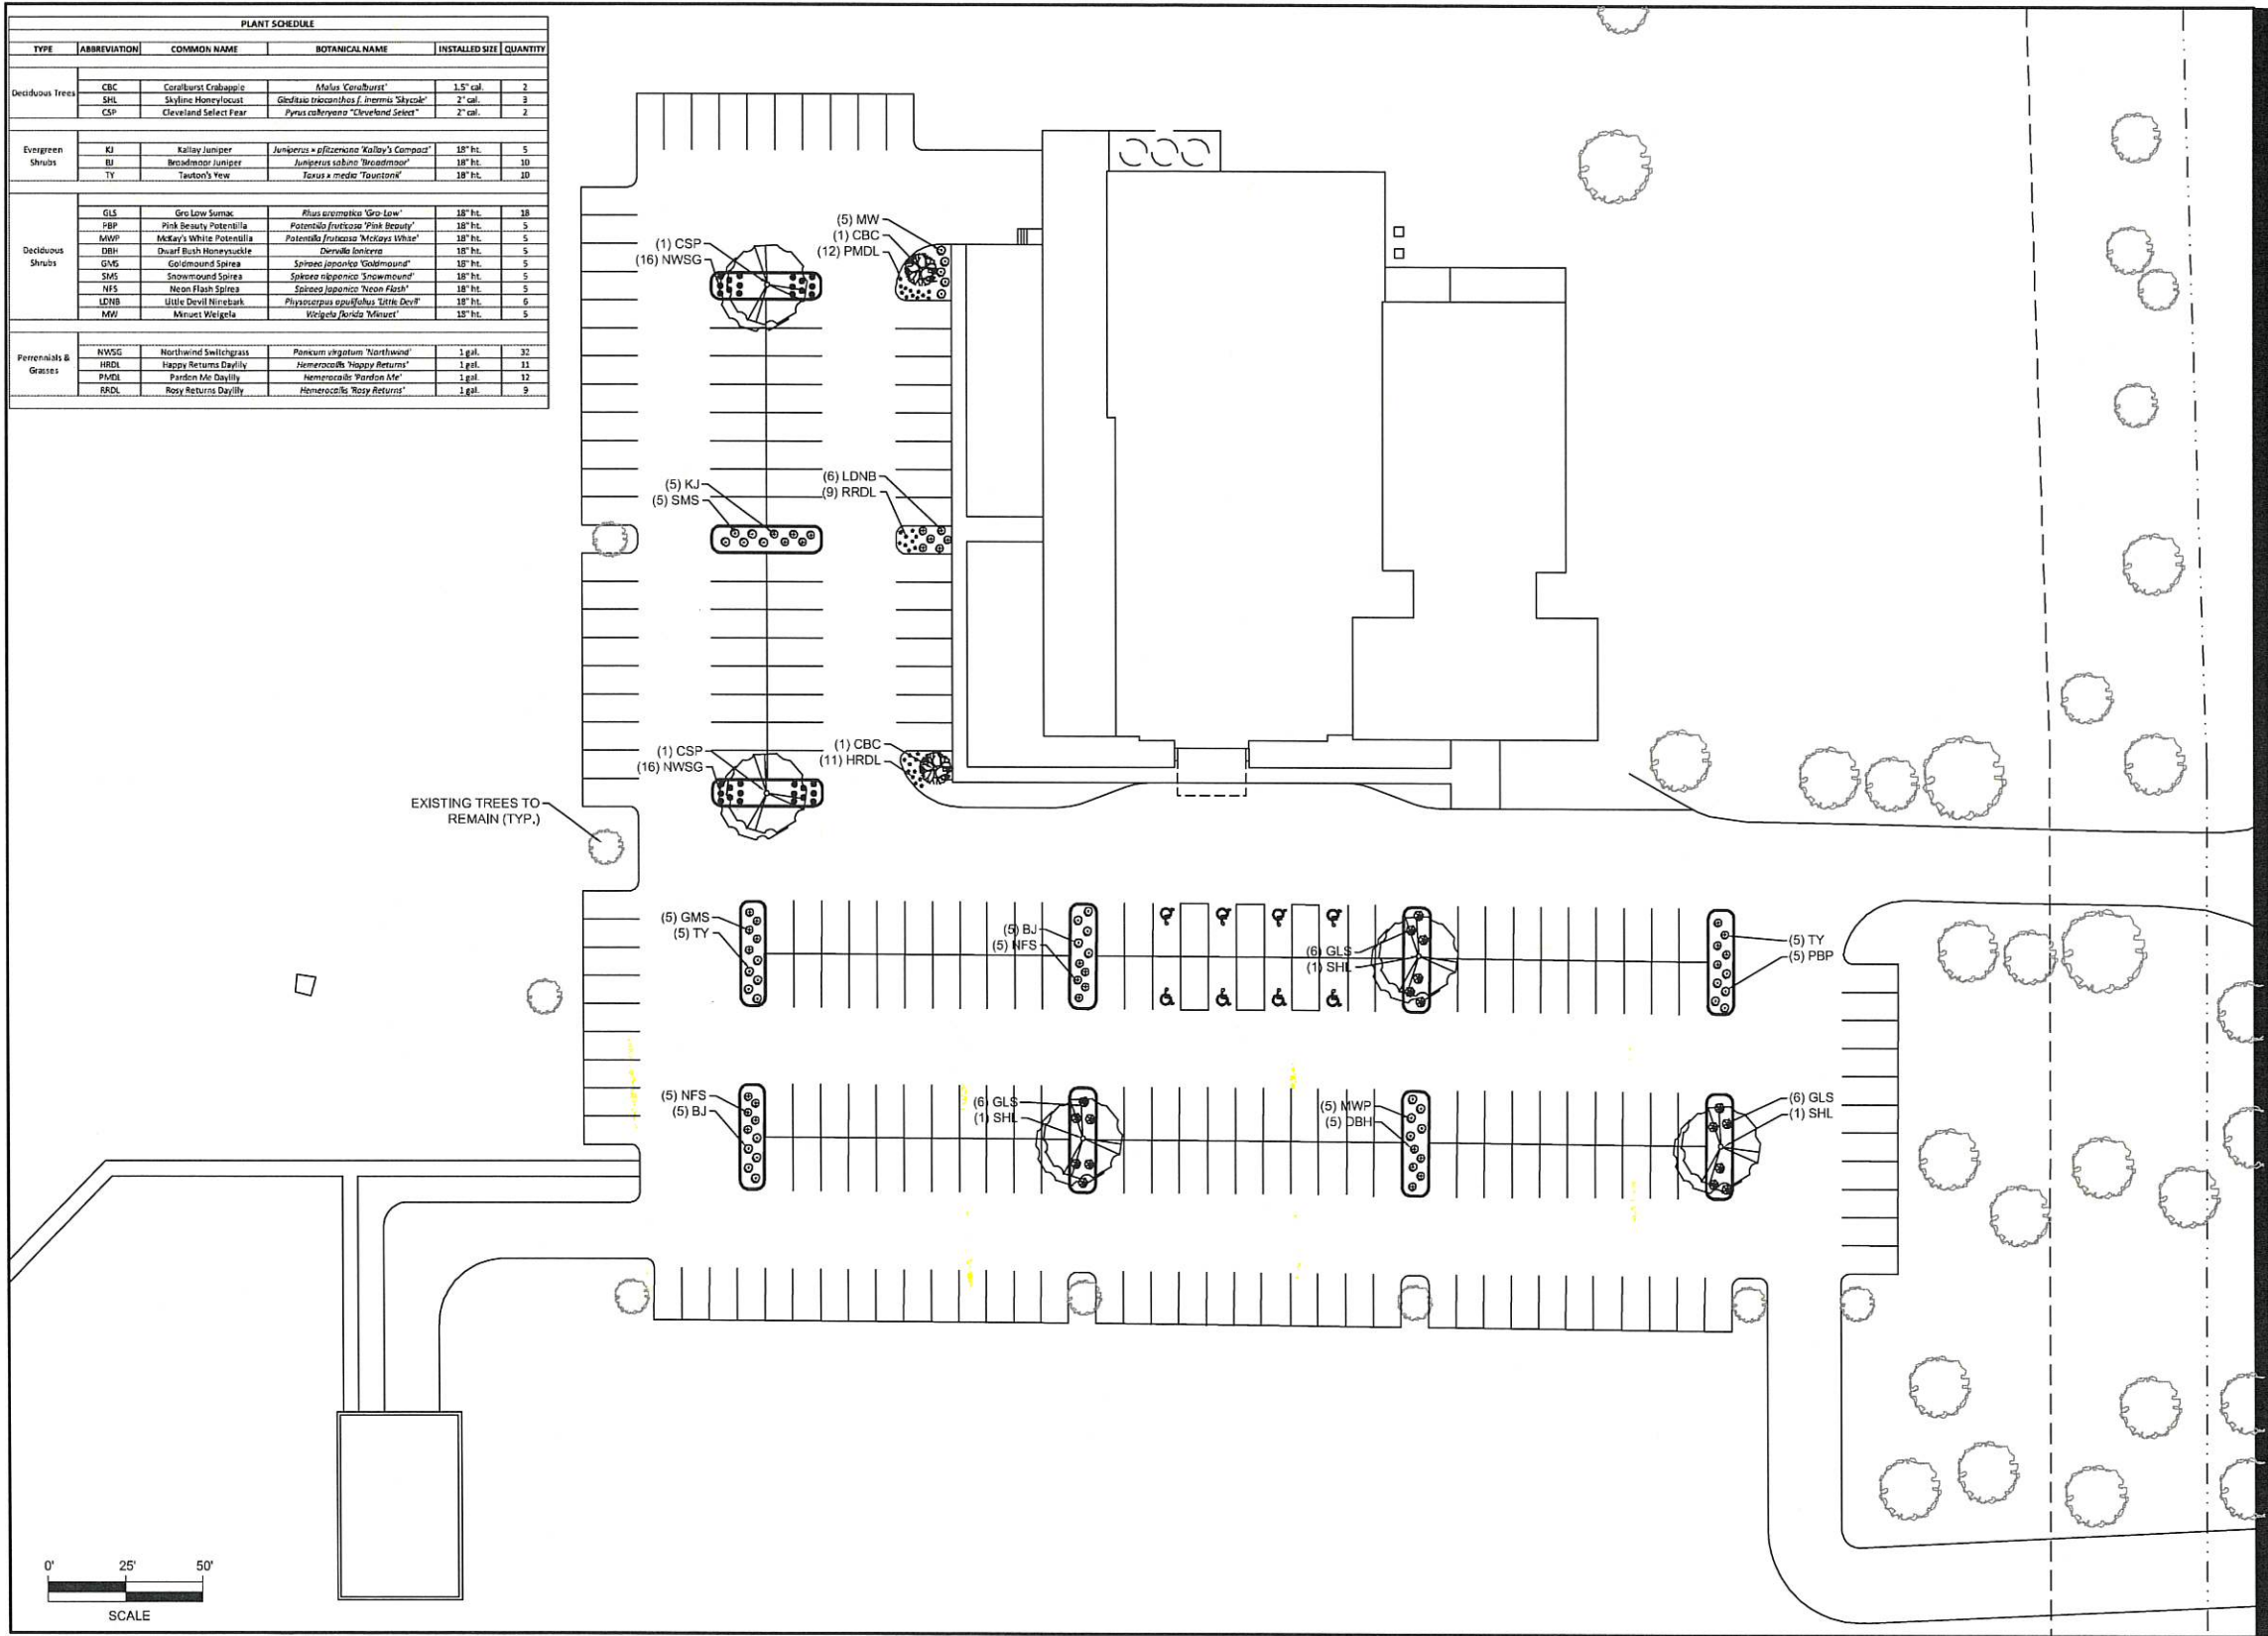 PLANT SCHEDULE
TYPE ABBREVIATION COMMON NAME BOTANICAL NAME INSTALLED SIZE QUANTITY
Deciduous Trees
CBC Coralburst Crabapple Malus 'Coralburst' 1.5" cal. 2
SHL Skyline Honeylocust Gleditsia triacanthos f. inermis 'Skycole' 2" cal. 3
CSP Cleveland Select Pear Pyrus calleryana "Cleveland Select" 2" cal. 2
Evergreen Shrubs
KJ Kallay Juniper Juniperus x pfitzeriana 'Kallay's Compact' 18" ht. 5
BJ Broadmoor Juniper Juniperus sabina 'Broadmoor' 18" ht. 10
TY Tauton's Yew Taxus x media 'Tauntonii' 18" ht. 10
Deciduous Shrubs
GLS Gro Low Sumac Rhus aromatica 'Gro-Low' 18" ht. 18
PBP Pink Beauty Potentilla Potentilla fruticosa 'Pink Beauty' 18" ht. 5
MWP McKay's White Potentilla Potentilla fruticosa 'McKays White' 18" ht. 5
DBH Dwarf Bush Honeysuckle Diervilla lonicera 18" ht. 5
GMS Goldmound Spirea Spiraea japonica 'Goldmound' 18" ht. 5
SMS Snowmound Spirea Spiraea nipponica 'Snowmound' 18" ht. 5
NFS Neon Flash Spirea Spiraea japonica 'Neon Flash' 18" ht. 5
LDNB Little Devil Ninebark Physocarpus opulifolius 'Little Devil' 18" ht. 6
MW Minuet Weigela Weigela florida 'Minuet' 18" ht. 5
Perrennials & Grasses
NWSG Northwind Switchgrass Panicum virgatum 'Northwind' 1 gal. 32
HRDL Happy Returns Daylily Hemerocallis 'Happy Returns' 1 gal. 11
PMDL Pardon Me Daylily Hemerocallis 'Pardon Me' 1 gal. 12
RRDL Rosy Returns Daylily Hemerocallis 'Rosy Returns' 1 gal. 9
(5) MW
(1) CBC
(12) PMDL
(1) CSP
(16) NWSG
(6) LDNB
(9) RRDL
(5) KJ
(5) SMS
(1) CBC
(11) HRDL
(1) CSP
(16) NWSG
EXISTING TREES TO
REMAIN (TYP.)
(5) GMS
(5) TY
(5) BJ
(5) NFS
(6) GLS
(1) SHL
(5) TY
(5) PBP
(5) NFS
(5) BJ
(6) GLS
(1) SHL
(5) MWP
(5) DBH
(6) GLS
(1) SHL
0' 25' 50'
SCALE